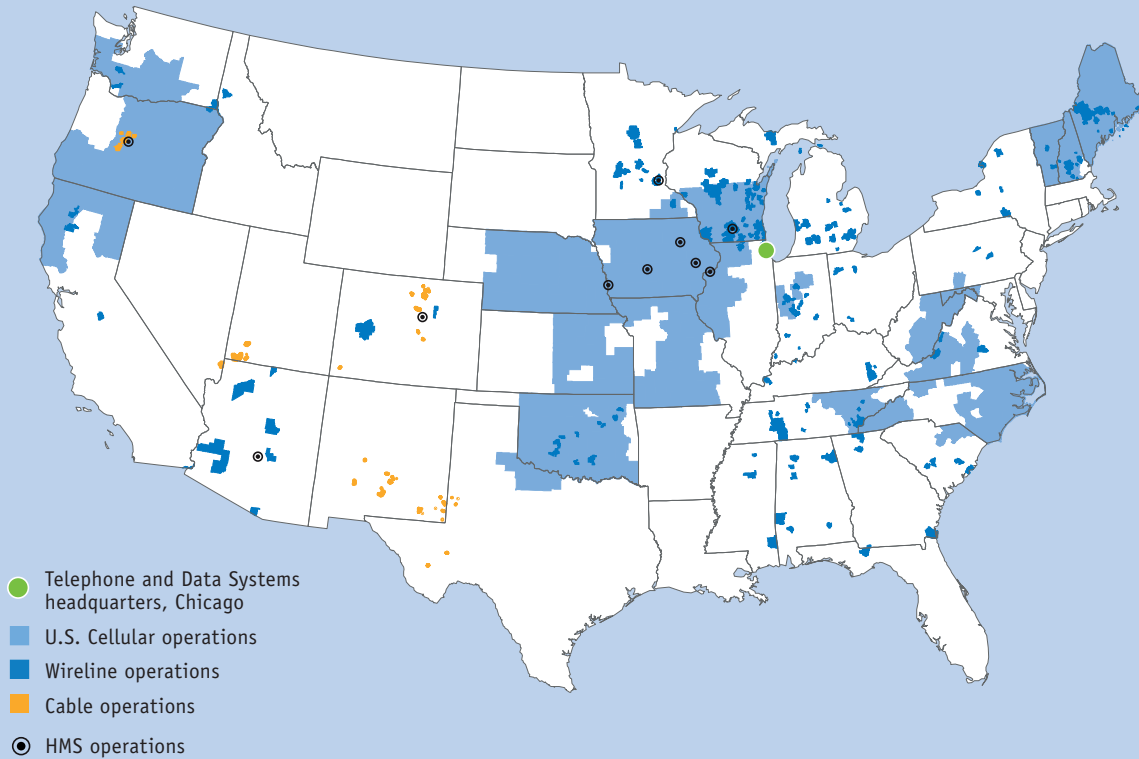 Telephone and Data Systems
headquarters, Chicago
U.S. Cellular operations
Wireline operations
Cable operations
HMS operations